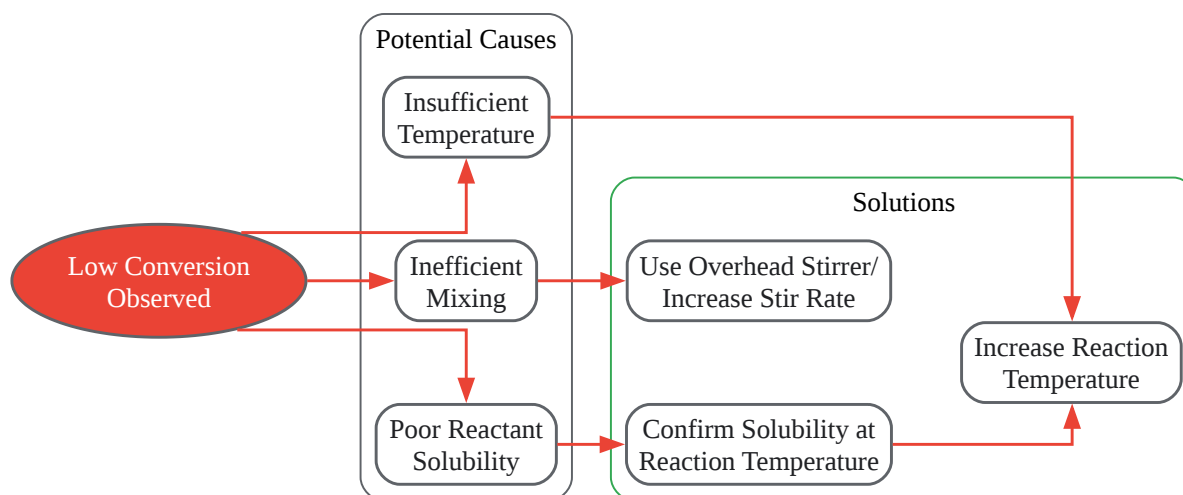 Potential Causes
Insufficient
Temperature
Solutions
Low Conversion
Observed
Inefficient
Mixing
Use Overhead Stirrer/
Increase Stir Rate
Increase Reaction
Temperature
Poor Reactant
Solubility
Confirm Solubility at
Reaction Temperature